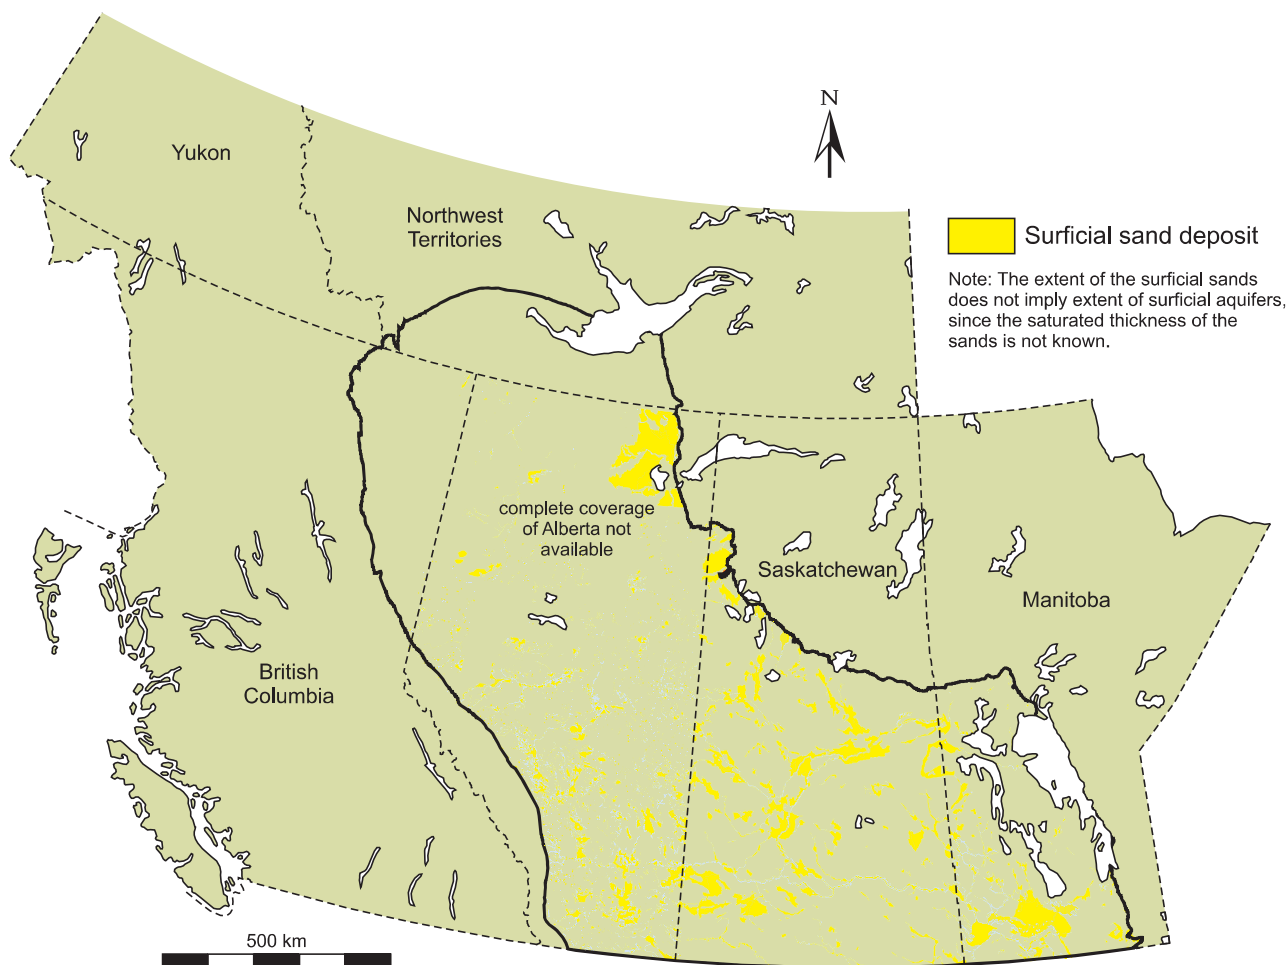 N
Yukon
Northwest
Territories
Surficial sand deposit
Note: The extent of the surficial sands
does not imply extent of surficial aquifers,
since the saturated thickness of the
sands is not known.
complete coverage
of Alberta not
available
Saskatchewan
Manitoba
British
Columbia
500 km